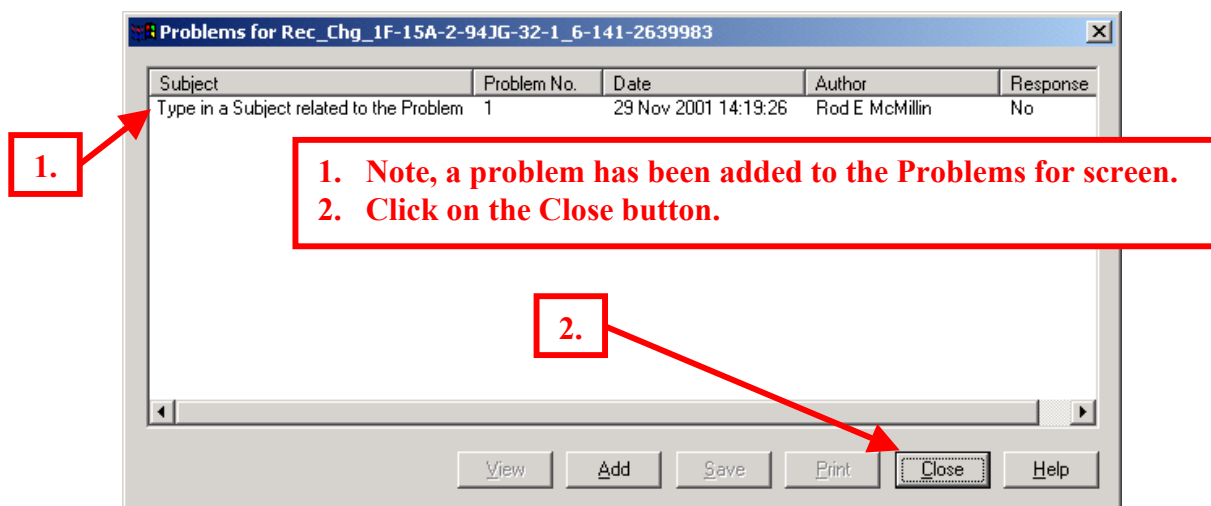 Problems for Rec_Chg_1F-15A-2-94JG-32-1_6-141-2639983
Subject Problem No. Date Author Response
Type in a Subject related to the Problem 1 29 Nov 2001 14:19:26 Rod E McMillin No
1.
1. Note, a problem has been added to the Problems for screen.
2. Click on the Close button.
2.
View Add Save Print Close Help